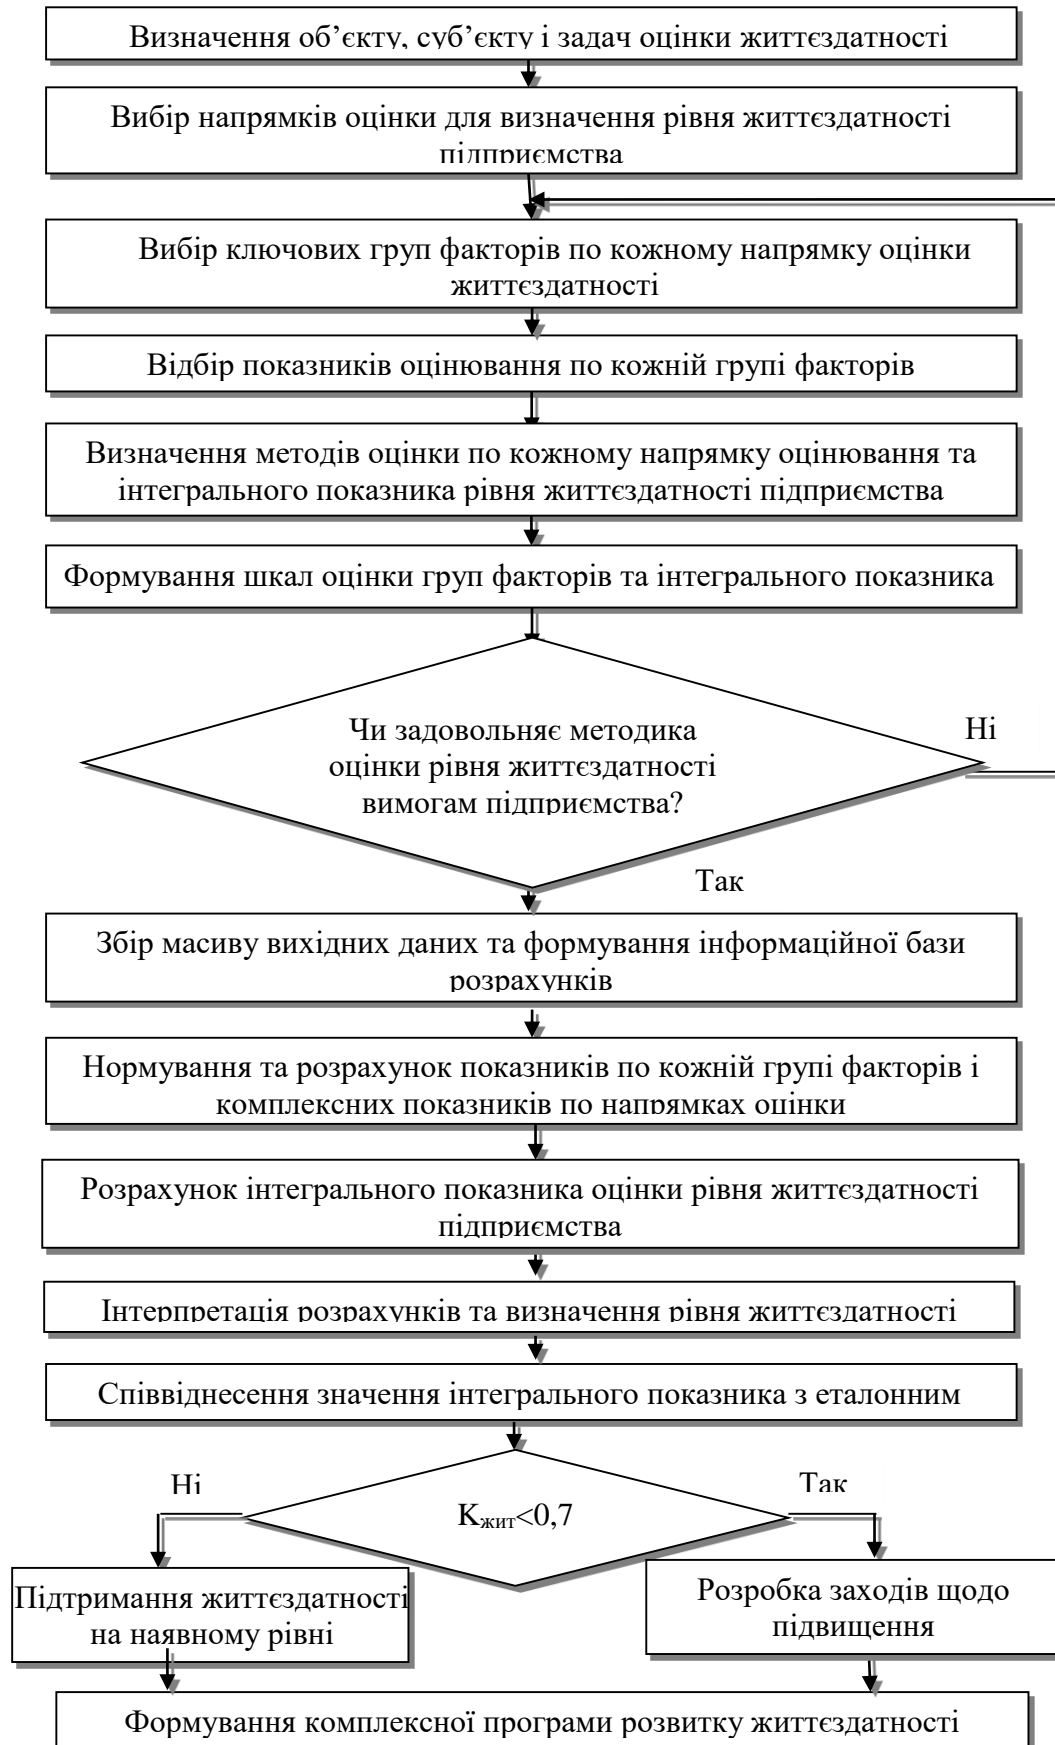 Визначення об’єкту, суб’єкту і задач оцінки життєздатності
Вибір напрямків оцінки для визначення рівня життєздатності
підприємства
Вибір ключових груп факторів по кожному напрямку оцінки
життєздатності
Відбір показників оцінювання по кожній групі факторів
Визначення методів оцінки по кожному напрямку оцінювання та
інтегрального показника рівня життєздатності підприємства
Формування шкал оцінки груп факторів та інтегрального показника
Чи задовольняє методика
оцінки рівня життєздатності
вимогам підприємства?
Ні
Так
Збір масиву вихідних даних та формування інформаційної бази
розрахунків
Нормування та розрахунок показників по кожній групі факторів і
комплексних показників по напрямках оцінки
Розрахунок інтегрального показника оцінки рівня життєздатності
підприємства
Інтерпретація розрахунків та визначення рівня життєздатності
Співвіднесення значення інтегрального показника з еталонним
Ні
Так
Kжит<0,7
Підтримання життєздатності
на наявному рівні
Розробка заходів щодо
підвищення
Формування комплексної програми розвитку життєздатності